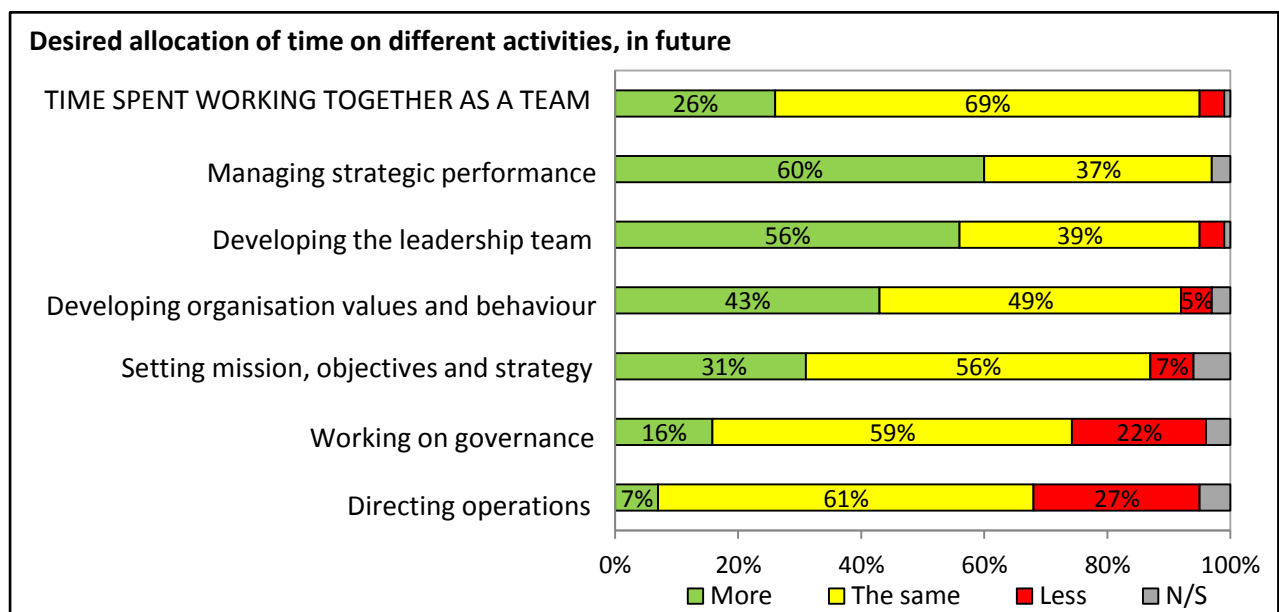 Desired allocation of time on different activities, in future
TIME SPENT WORKING TOGETHER AS A TEAM 26% 69%
Managing strategic performance 60% 37%
Developing the leadership team 56% 39%
Developing organisation values and behaviour 43% 49% 5%
Setting mission, objectives and strategy 31% 56% 7%
Working on governance 16% 59% 22%
Directing operations 7% 61% 27%
0% 20% 40% 60% 80% 100%
More The same Less N/S